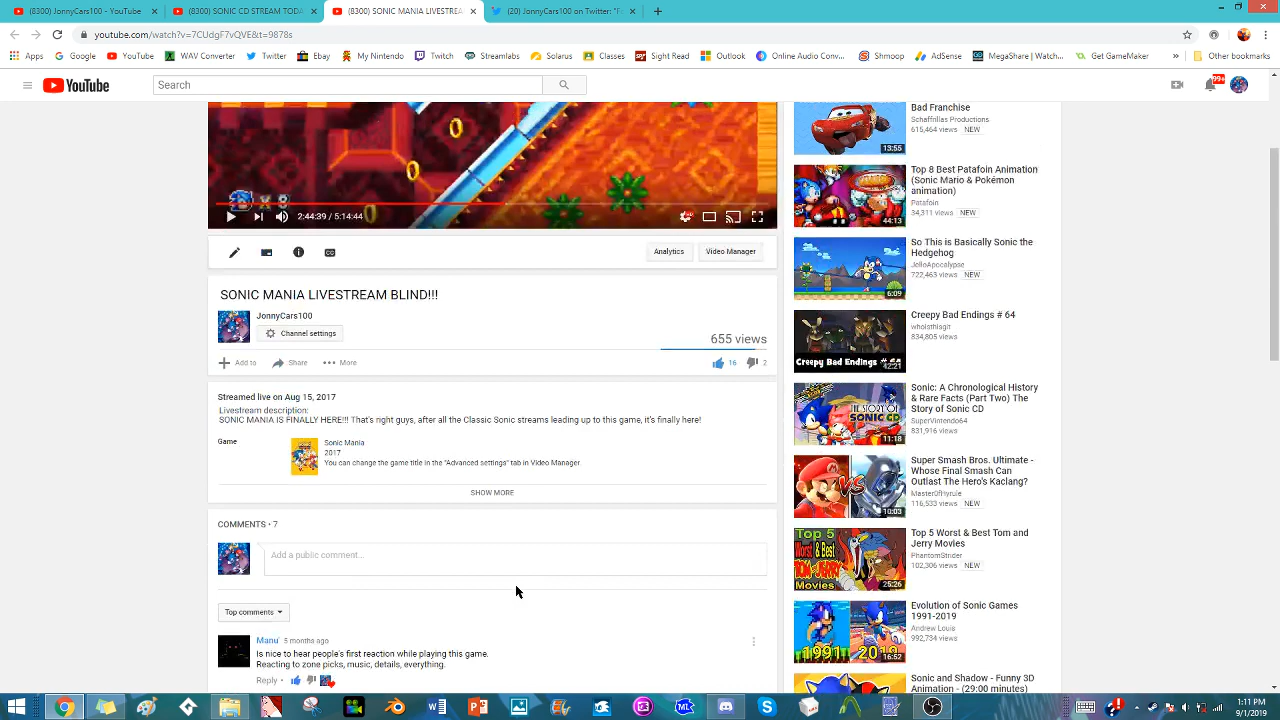 (8300) JonnyCars100 - YouTube
(8300) SONIC CD STREAM TODA
(8300) SONIC MANIA LIVESTREA
(20) JonnyCars100 on Twitter: "F
youtube.com/watch?v=7CUdgF7vQVE&t=9878s
Apps
Google
YouTube
WAV Converter
Twitter
Ebay
My Nintendo
Twitch
Streamlabs
Solarus
Classes
Sight Read
Outlook
Online Audio Conv...
Shmoop
AdSense
MegaShare | Watch...
Get GameMaker
»
Other bookmarks
YouTube
Search
99+
2:44:39 / 5:14:44
CC
Analytics
Video Manager
SONIC MANIA LIVESTREAM BLIND!!!
JonnyCars100
Channel settings
655 views
Add to
Share
More
16
2
Streamed live on Aug 15, 2017
Livestream description:
SONIC MANIA IS FINALLY HERE!!! That's right guys, after all the Classic Sonic streams leading up to this game, it's finally here!
Game
Sonic Mania
2017
You can change the game title in the "Advanced settings" tab in Video Manager
SHOW MORE
COMMENTS • 7
Add a public comment...
Top comments
Manu' 5 months ago
Is nice to hear people's first reaction while playing this game.
Reacting to zone picks, music, details, everything.
Reply
Bad Franchise
Schaffrillas Productions
615,464 views NEW
13:55
Top 8 Best Patafoin Animation
(Sonic Mario & Pokémon
animation)
Patafoin
34,311 views NEW
44:13
So This is Basically Sonic the
Hedgehog
JelloApocalypse
722,463 views NEW
6:09
Creepy Bad Endings # 64
whoisthisgit
834,805 views
Creepy Bad Endings # 64
42:21
Sonic: A Chronological History
& Rare Facts (Part Two) The
Story of Sonic CD
SuperVintendo64
831,916 views
THE STORY OF
SONIC CD
11:18
Super Smash Bros. Ultimate -
Whose Final Smash Can
Outlast The Hero's Kaclang?
Master0fHyrule
116,533 views NEW
VS
10:03
Top 5 Worst & Best Tom and
Jerry Movies
PhantomStrider
102,306 views NEW
Top 5
Worst & Best
TOM and JERRY
Movies
25:26
Evolution of Sonic Games
1991-2019
Andrew Louis
992,734 views
1991
2019
16:52
Sonic and Shadow - Funny 3D
Animation - (29:00 minutes)
1:11 PM
9/1/2019